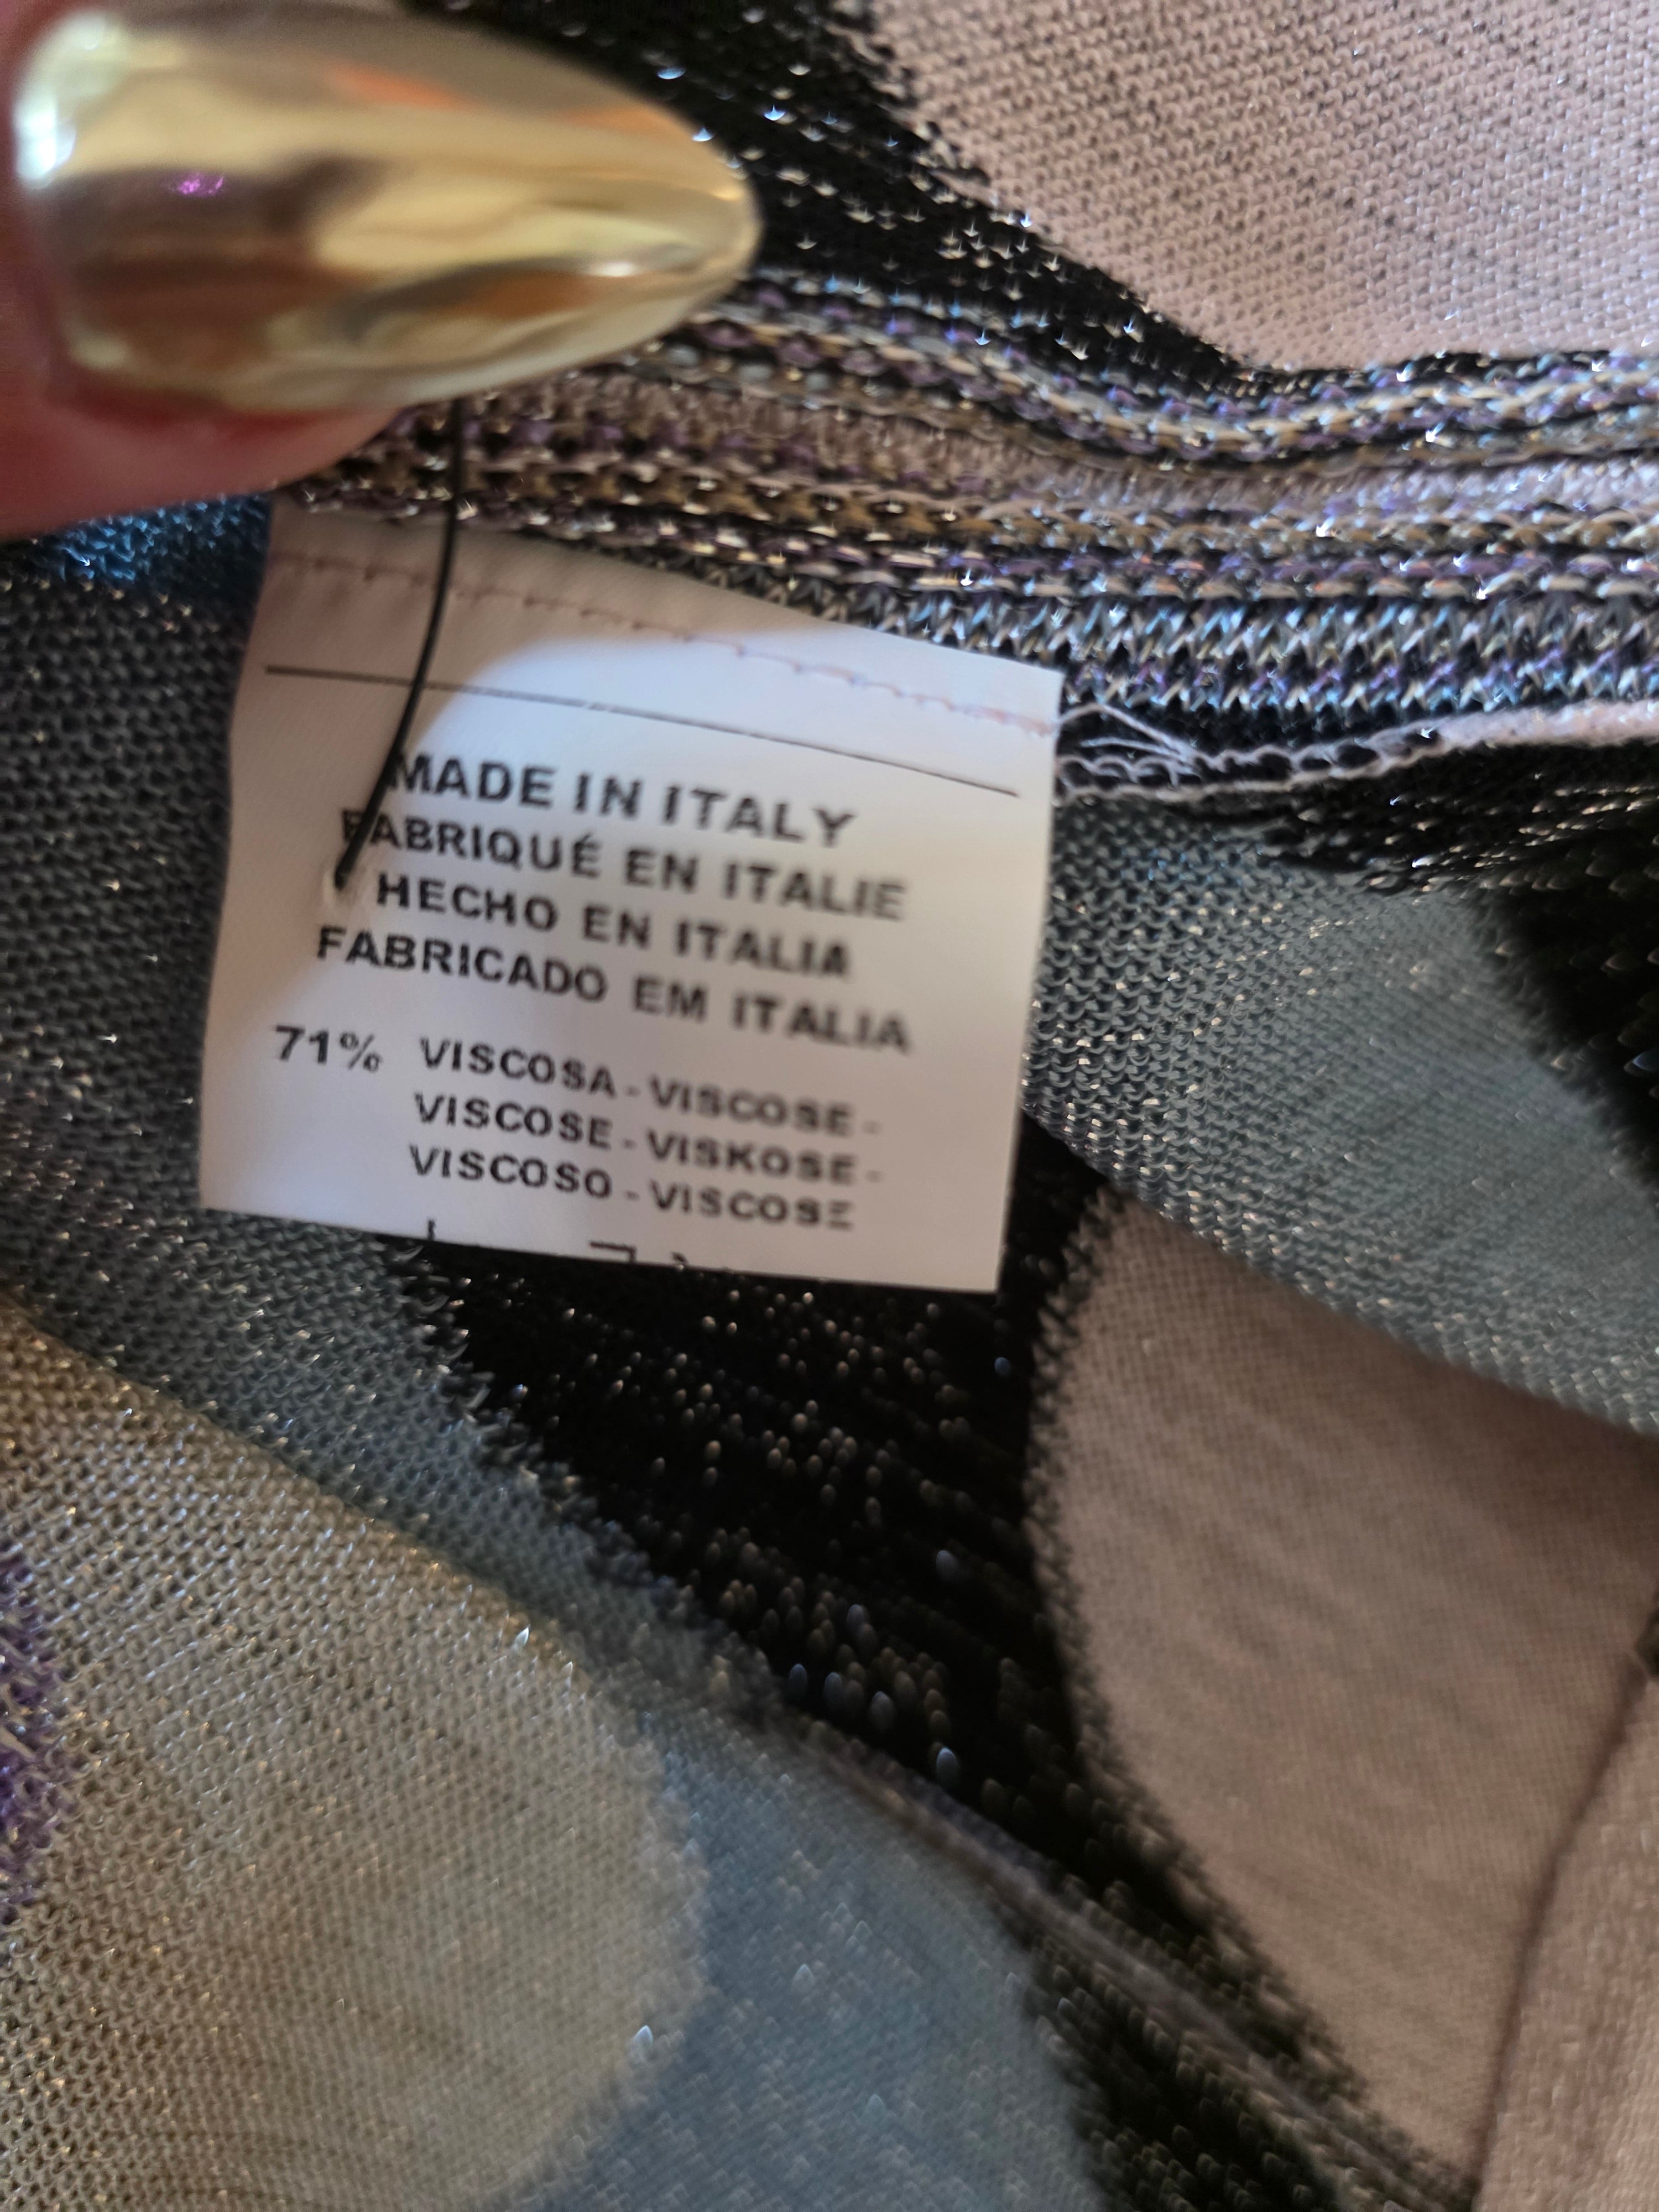 MADE IN ITALY
FABRIQUÉ EN ITALIE
HECHO EN ITALIA
FABRICADO EM ITALIA
71% VISCOSA - VISCOSE -
VISCOSE - VISKOSE -
VISCOSO - VISCOSE